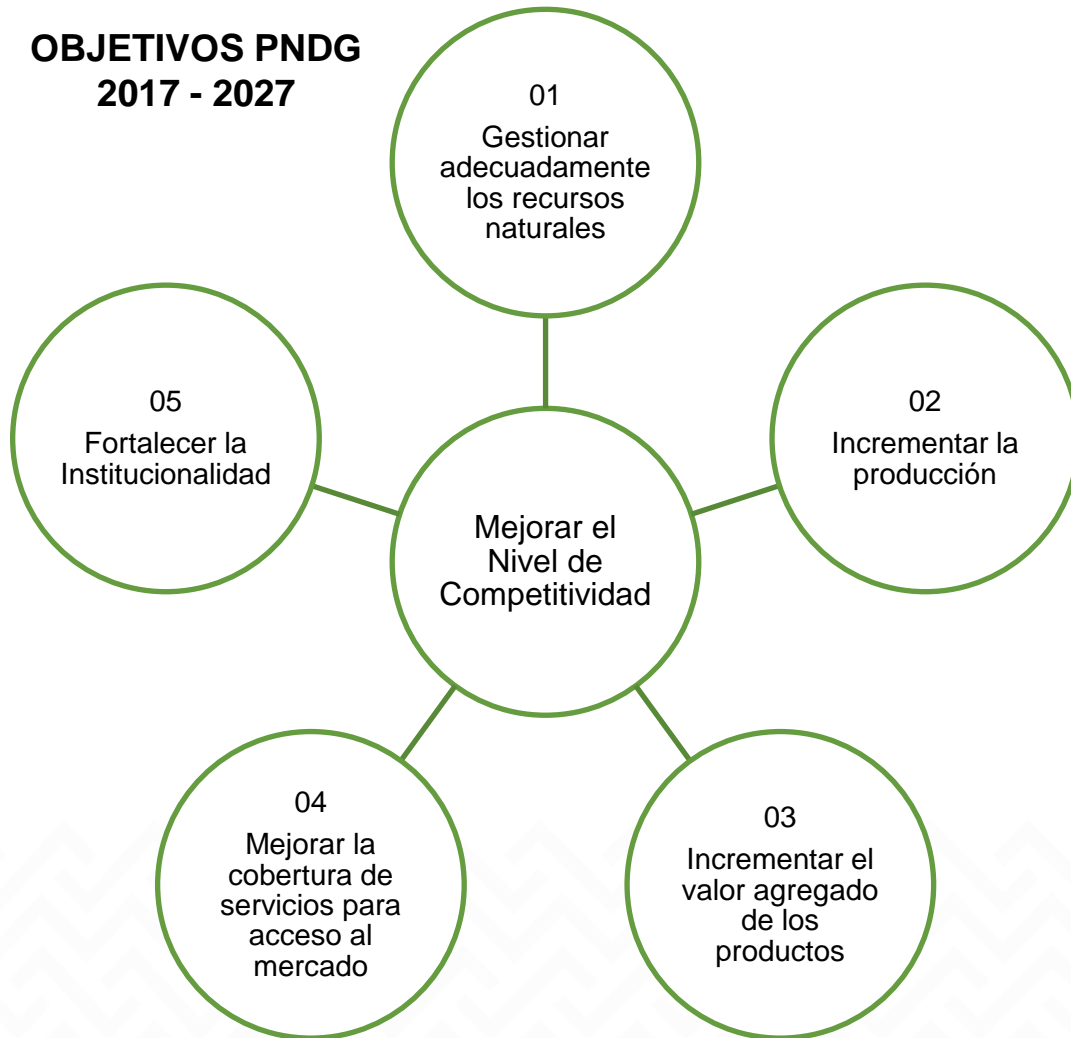 OBJETIVOS PNDG
2017 - 2027
01
Gestionar
adecuadamente
los recursos
naturales
05
Fortalecer la
Institucionalidad
02
Incrementar la
producción
Mejorar el
Nivel de
Competitividad
04
Mejorar la
cobertura de
servicios para
acceso al
mercado
03
Incrementar el
valor agregado
de los
productos